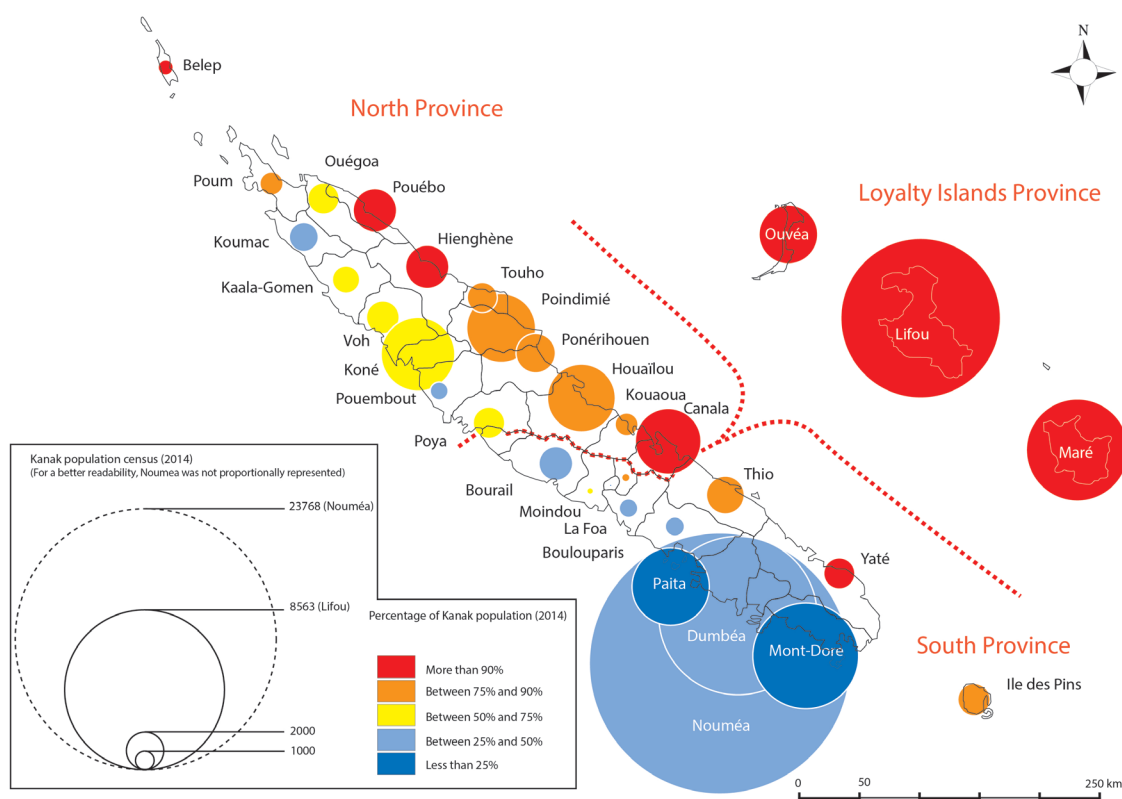 N
Belep
North Province
Ouégoa
Poum
Pouébo
Loyalty Islands Province
Ouvéa
Koumac
Hienghène
Touho
Kaala-Gomen
Poindimié
Lifou
Voh
Ponérihouen
Koné
Houaïlou
Pouembout
Kouaoua
Canala
Poya
Maré
Kanak population census (2014)
(For a better readability, Noumea was not proportionally represented)
Thio
Bourail
23768 (Nouméa)
Moindou
La Foa
Boulouparis
Yaté
Paita
8563 (Lifou)
Percentage of Kanak population (2014)
Dumbéa
Mont-Dore
South Province
More than 90%
Ile des Pins
Between 75% and 90%
Between 50% and 75%
Nouméa
2000
Between 25% and 50%
1000
Less than 25%
0 50 250 km